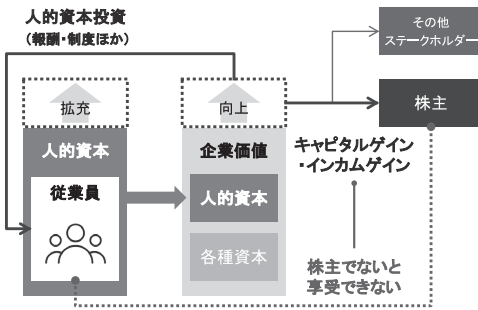 人的資本投資
(報酬・制度ほか)
その他
ステークホルダー
拡充
向上
株主
人的資本
企業価値
キャピタルゲイン
・インカムゲイン
従業員
人的資本
各種資本
株主でないと
享受できない